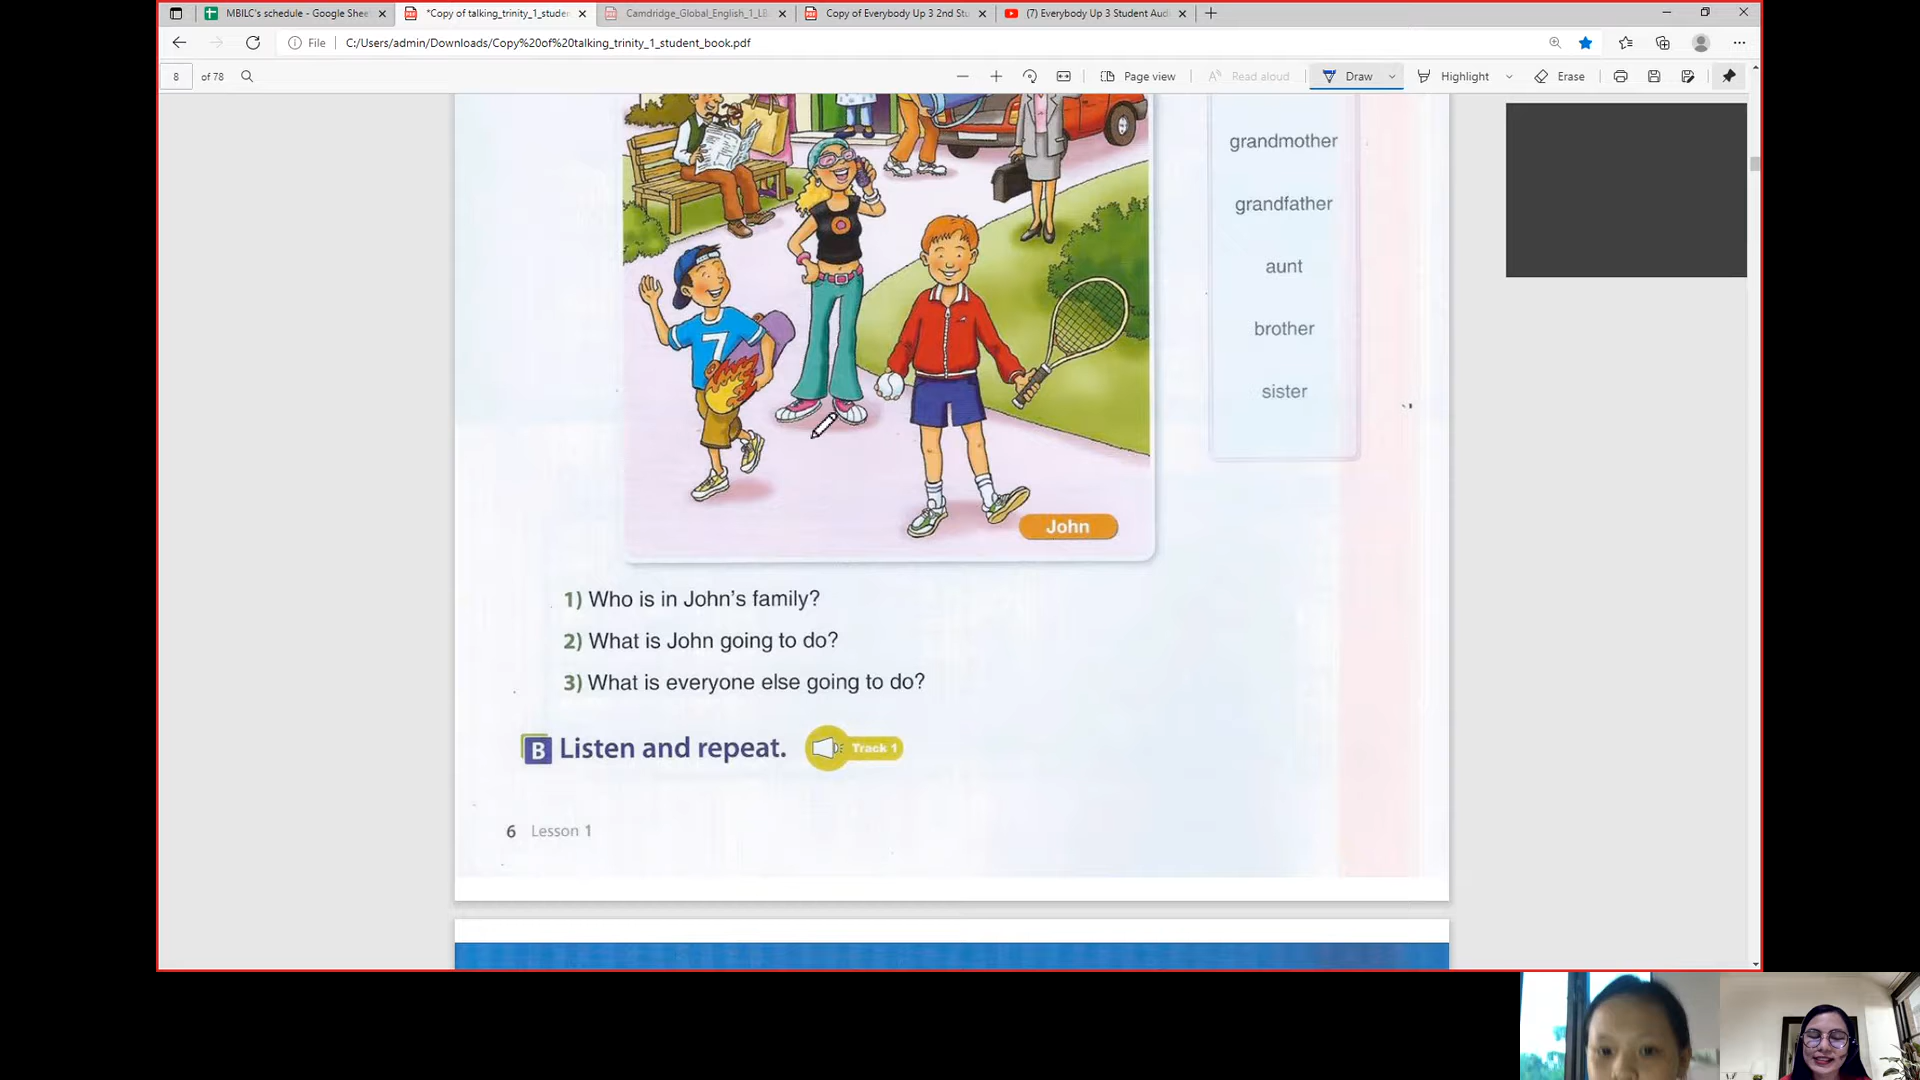 MBILC's schedule - Google Shee
*Copy of talking_trinity_1_studen
Camdridge_Global_English_1_LB
Copy of Everybody Up 3 2nd Stu
(7) Everybody Up 3 Student Aud
File
C:/Users/admin/Downloads/Copy%20of%20talking_trinity_1_student_book.pdf
8 of 78
Page view
Read aloud
Draw
Highlight
Erase
grandmother
grandfather
aunt
brother
sister
7
John
1) Who is in John's family?
2) What is John going to do?
3) What is everyone else going to do?
B Listen and repeat.
Track 1
6 Lesson 1